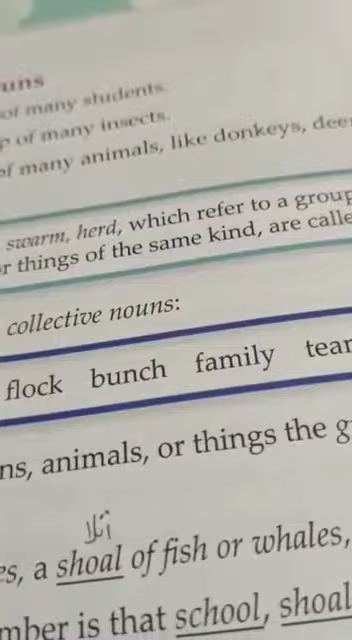 uns
of many students.
p of many insects.
of many animals, like donkeys, dee
swarm, herd, which refer to a group
r things of the same kind, are calle
collective nouns:
flock bunch family tear
ns, animals, or things the g
es, a shoal of fish or whales,
mber is that school, shoal